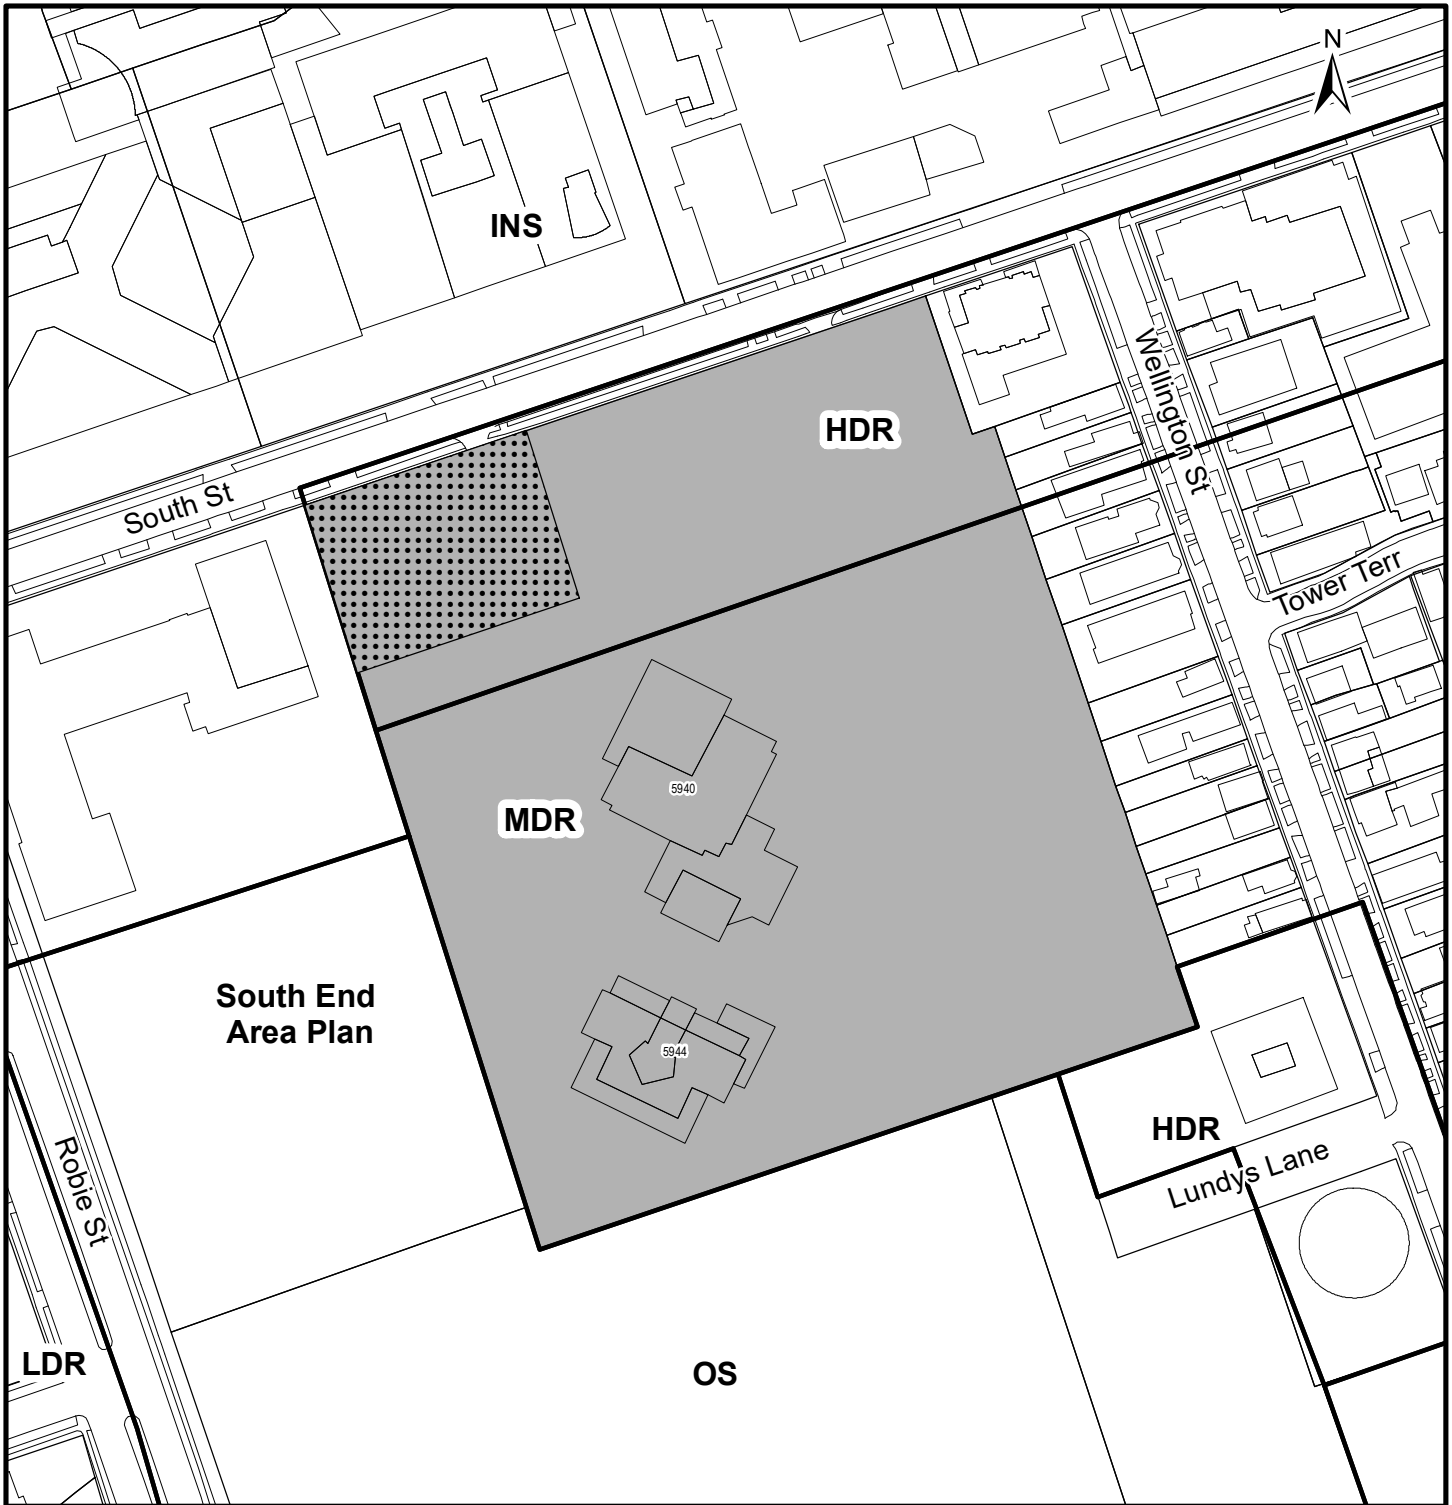 N
INS
Wellington St
HDR
South St
Tower Terr
5940
MDR
South End
Area Plan
5944
HDR
Lundys Lane
Robie St
LDR
OS